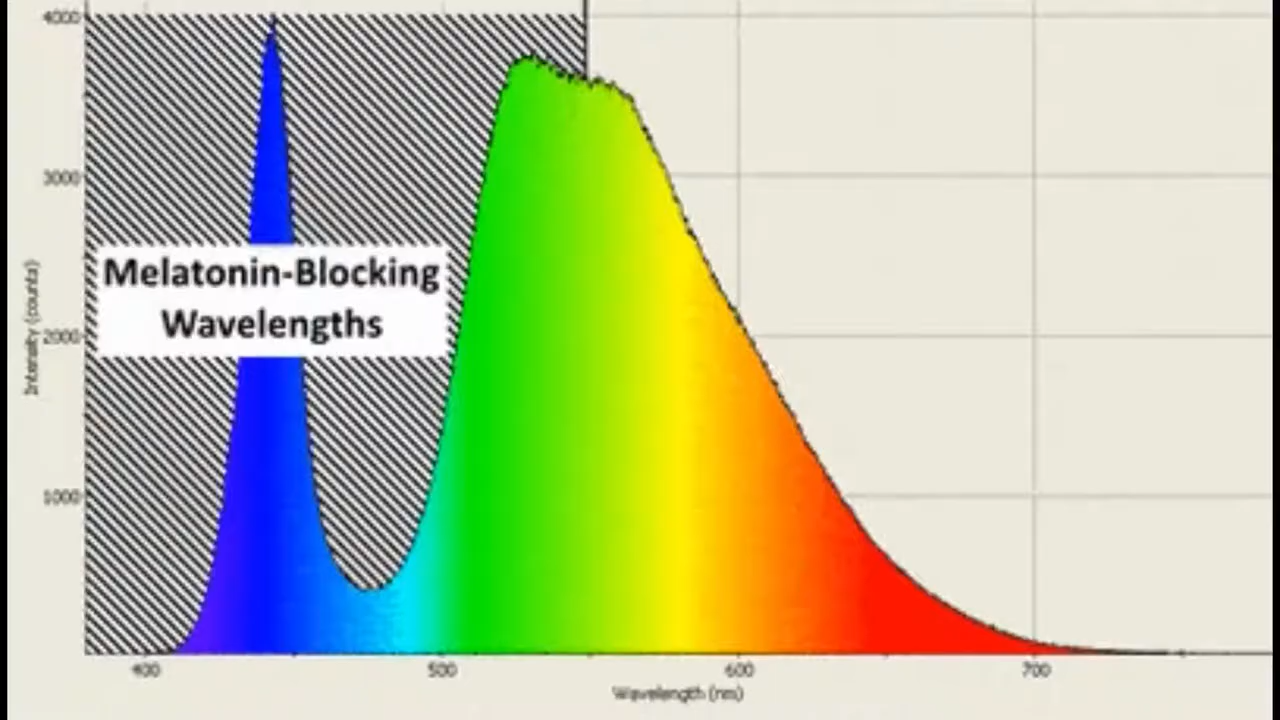 4000
3000
Melatonin-Blocking
Wavelengths
2000
1000
Intensity (counts)
400
500
600
700
Wavelength (nm)